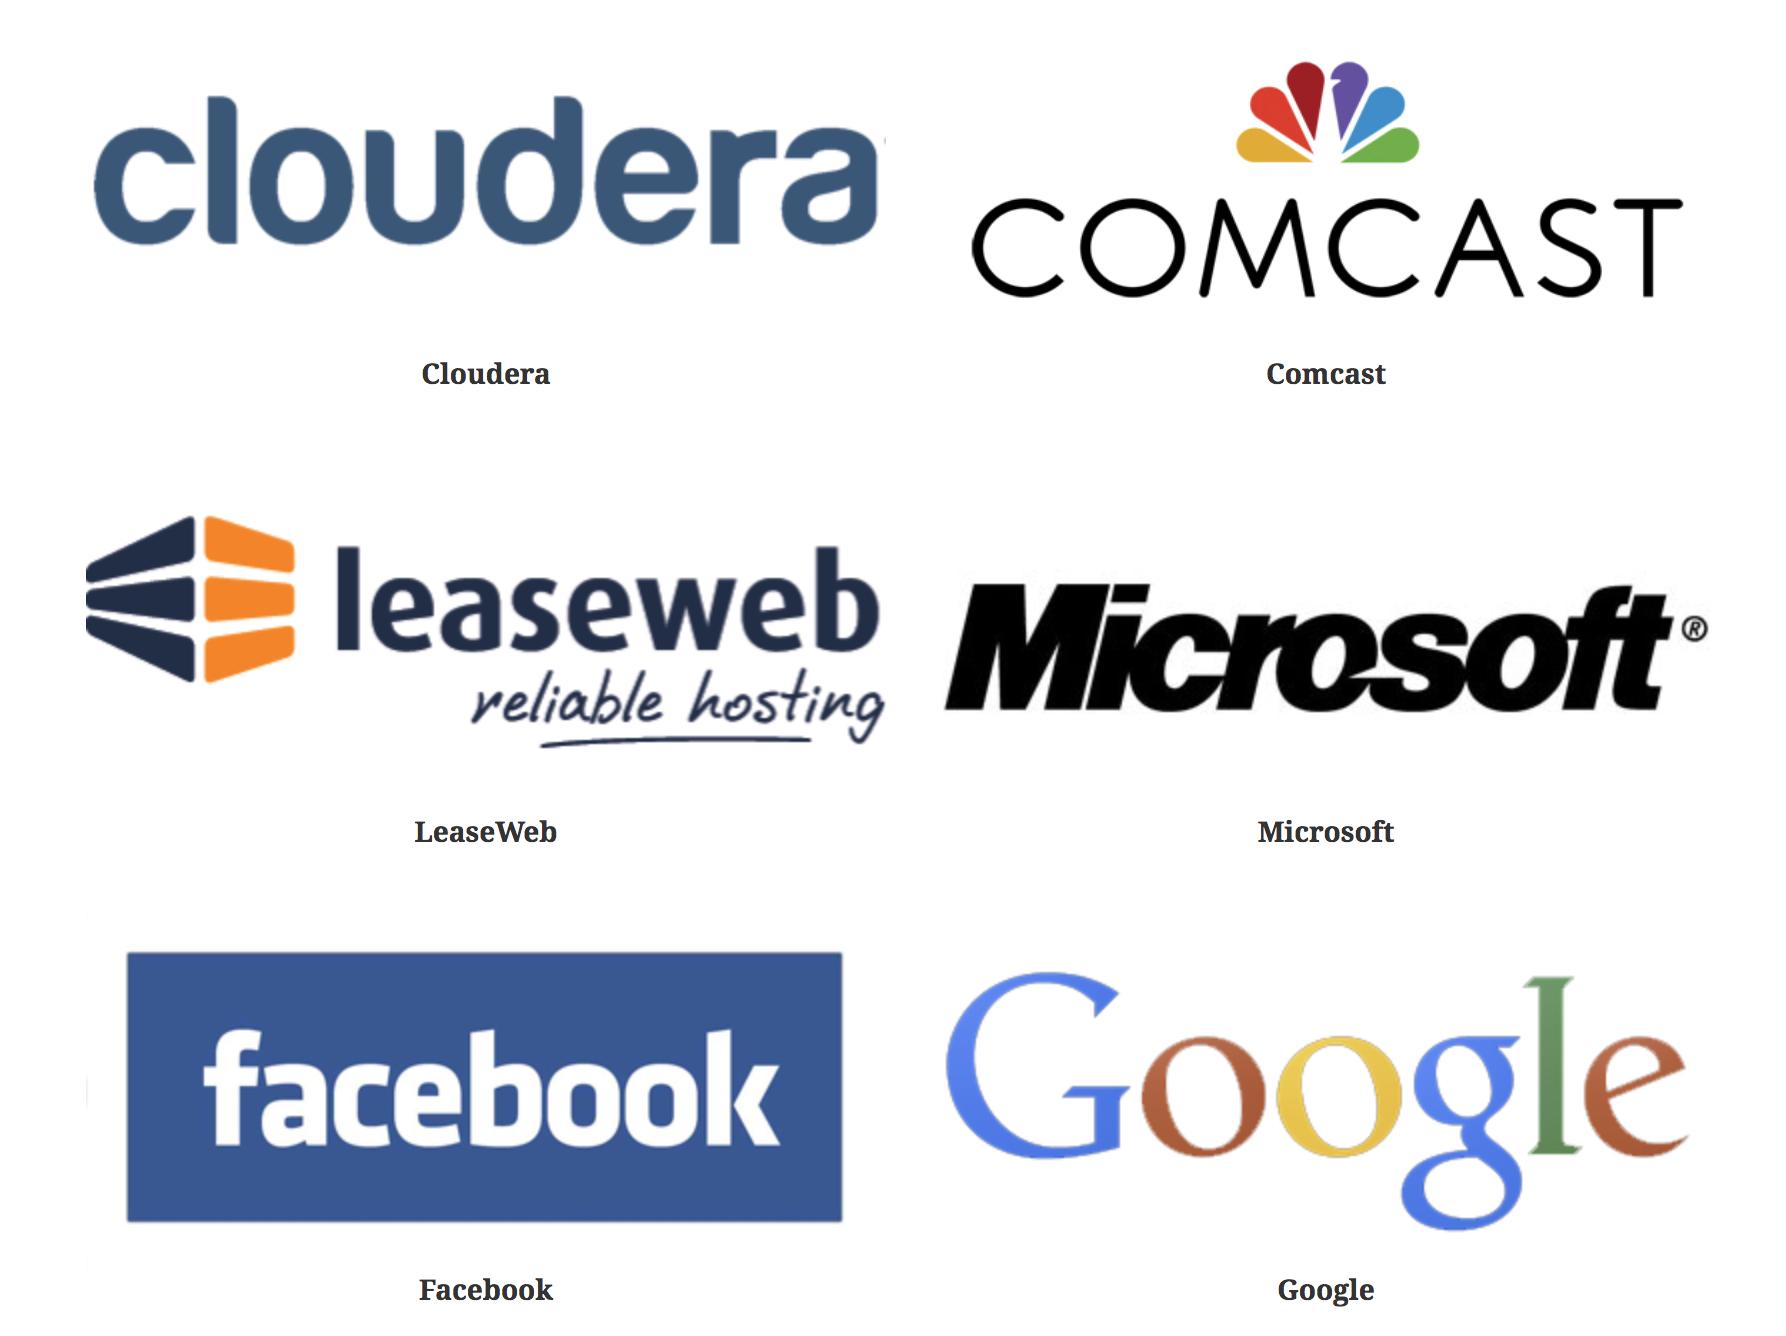 cloudera
COMCAST
Cloudera
Comcast
leaseweb
reliable hosting
Microsoft®
LeaseWeb
Microsoft
facebook
Google
Facebook
Google